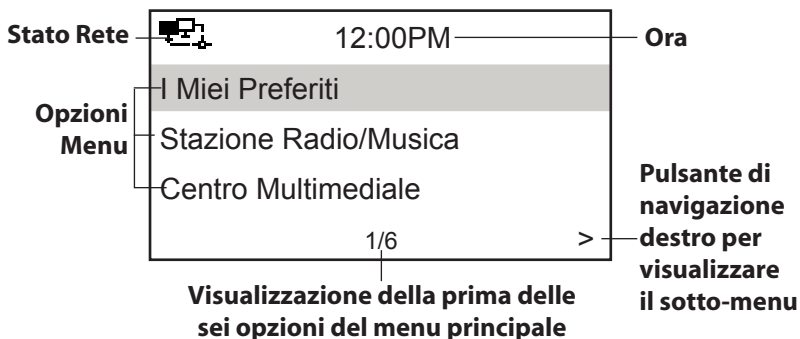 Stato Rete
12:00PM
Ora
I Miei Preferiti
Opzioni
Menu
Stazione Radio/Musica
Centro Multimediale
1/6
>
Pulsante di
navigazione
destro per
visualizzare
il sotto-menu
Visualizzazione della prima delle
sei opzioni del menu principale